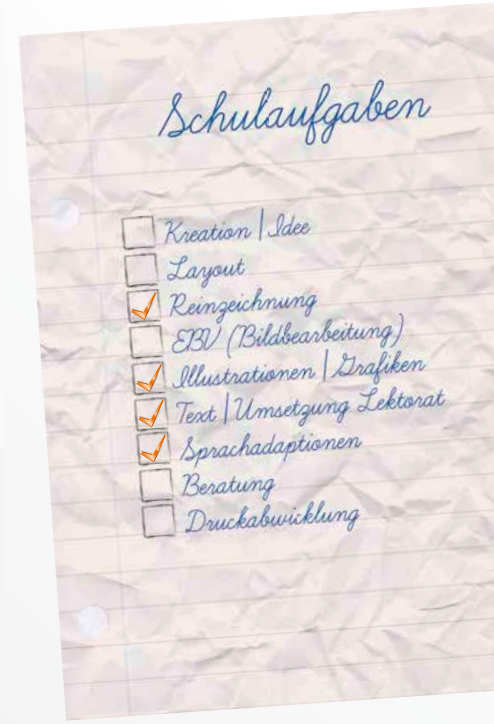 Schulaufgaben
Kreation | Idee
Layout
Reinzeichnung
EBV (Bildbearbeitung)
Illustrationen | Grafiken
Text | Umsetzung Lektorat
Sprachadaptionen
Beratung
Druckabwicklung